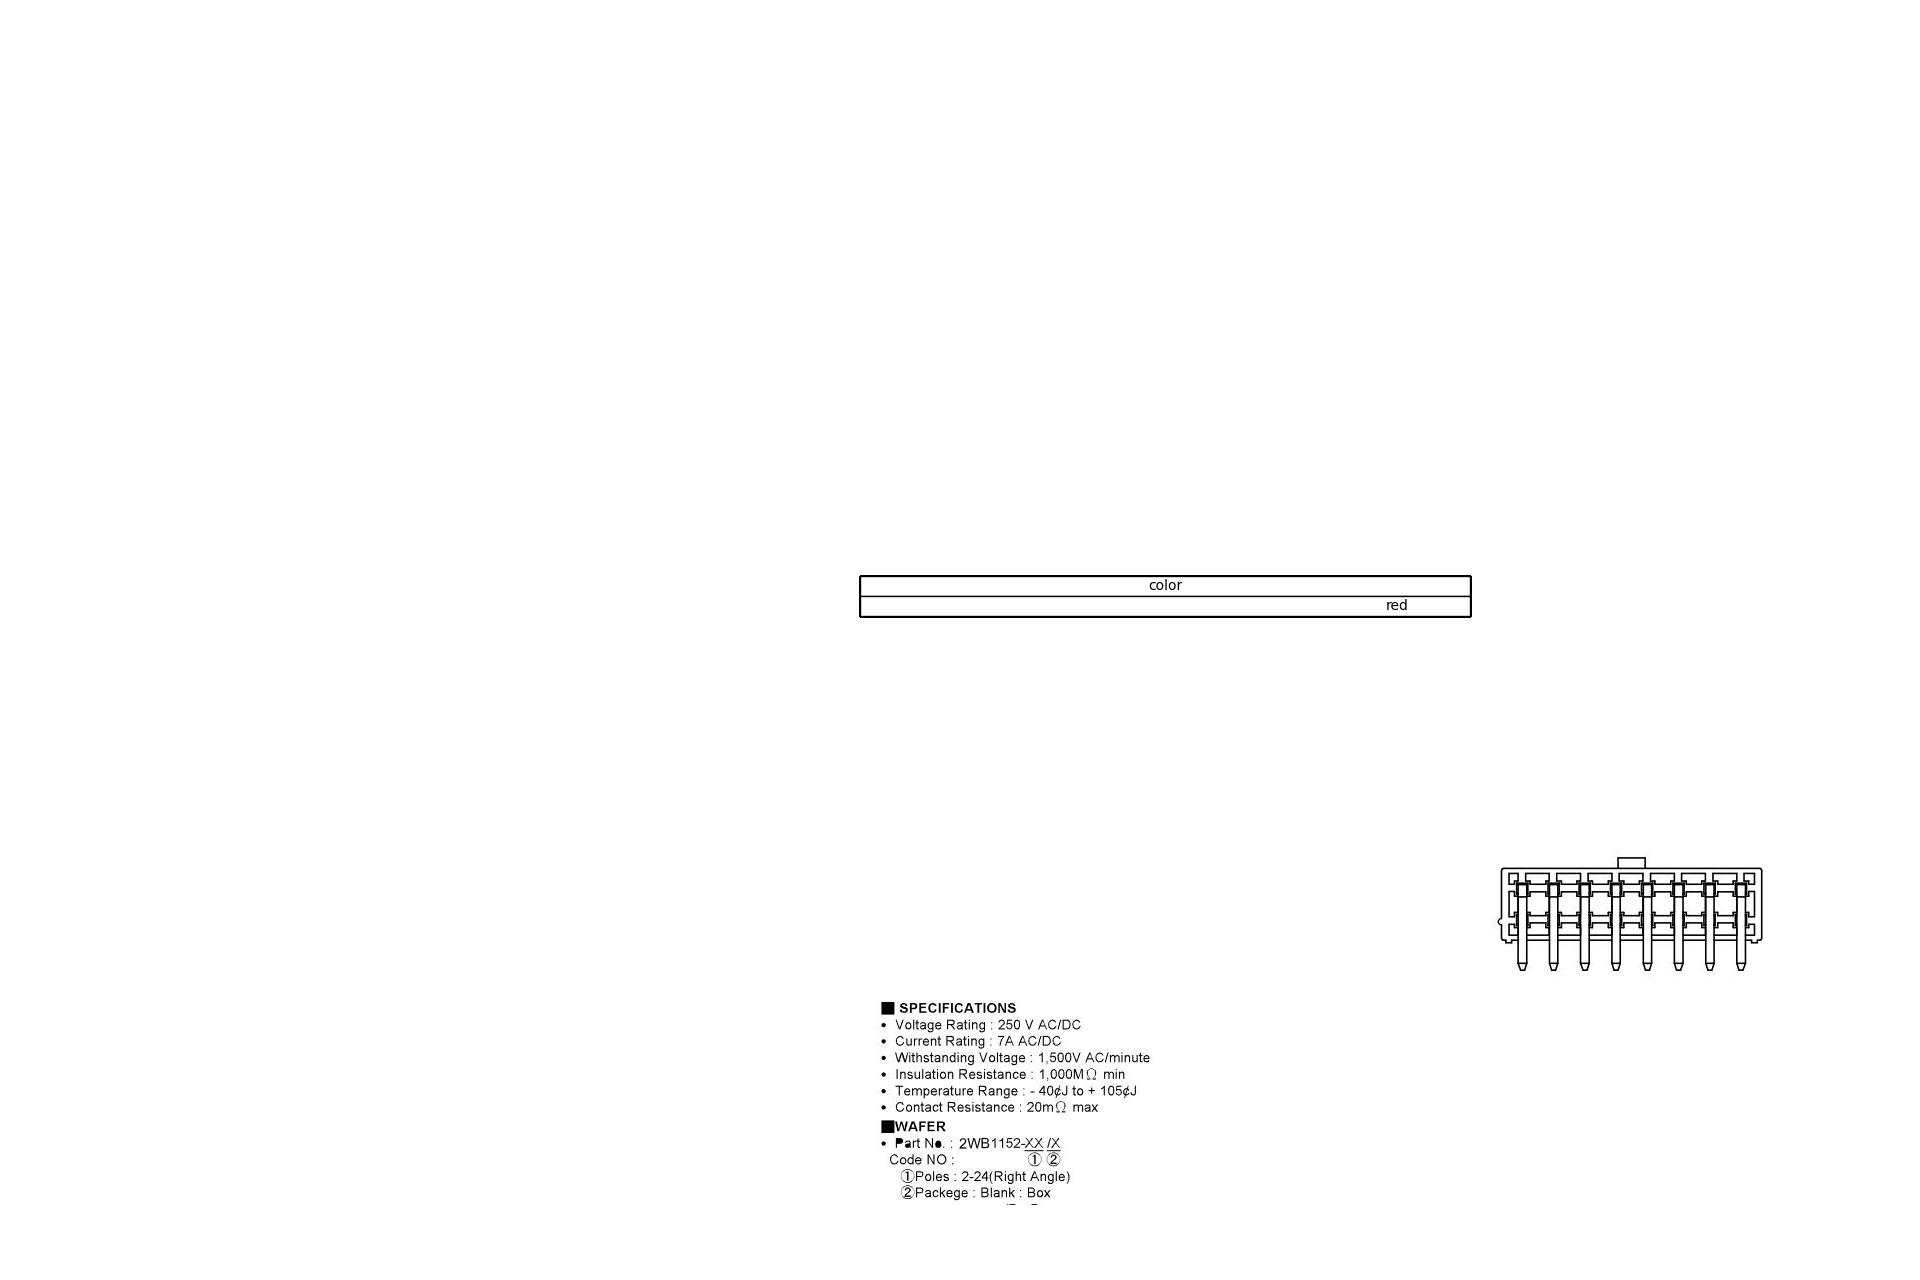 color
red
■ SPECIFICATIONS
• Voltage Rating : 250 V AC/DC
• Current Rating : 7A AC/DC
• Withstanding Voltage : 1,500V AC/minute
• Insulation Resistance : 1,000MΩ min
• Temperature Range : - 40¢J to + 105¢J
• Contact Resistance : 20mΩ max
■WAFER
• Part No. : 2WB1152-XX /X
Code NO : ① ②
①Poles : 2-24(Right Angle)
②Packege : Blank : Box